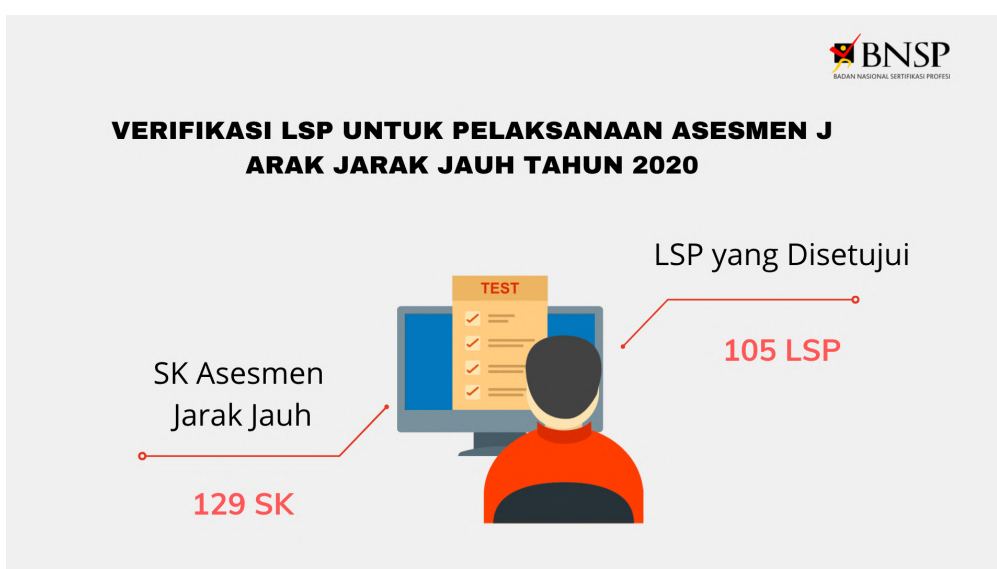 BNSP
BADAN NASIONAL SERTIFIKASI PROFESI
VERIFIKASI LSP UNTUK PELAKSANAAN ASESMEN J
ARAK JARAK JAUH TAHUN 2020
LSP yang Disetujui
105 LSP
TEST
SK Asesmen
Jarak Jauh
129 SK